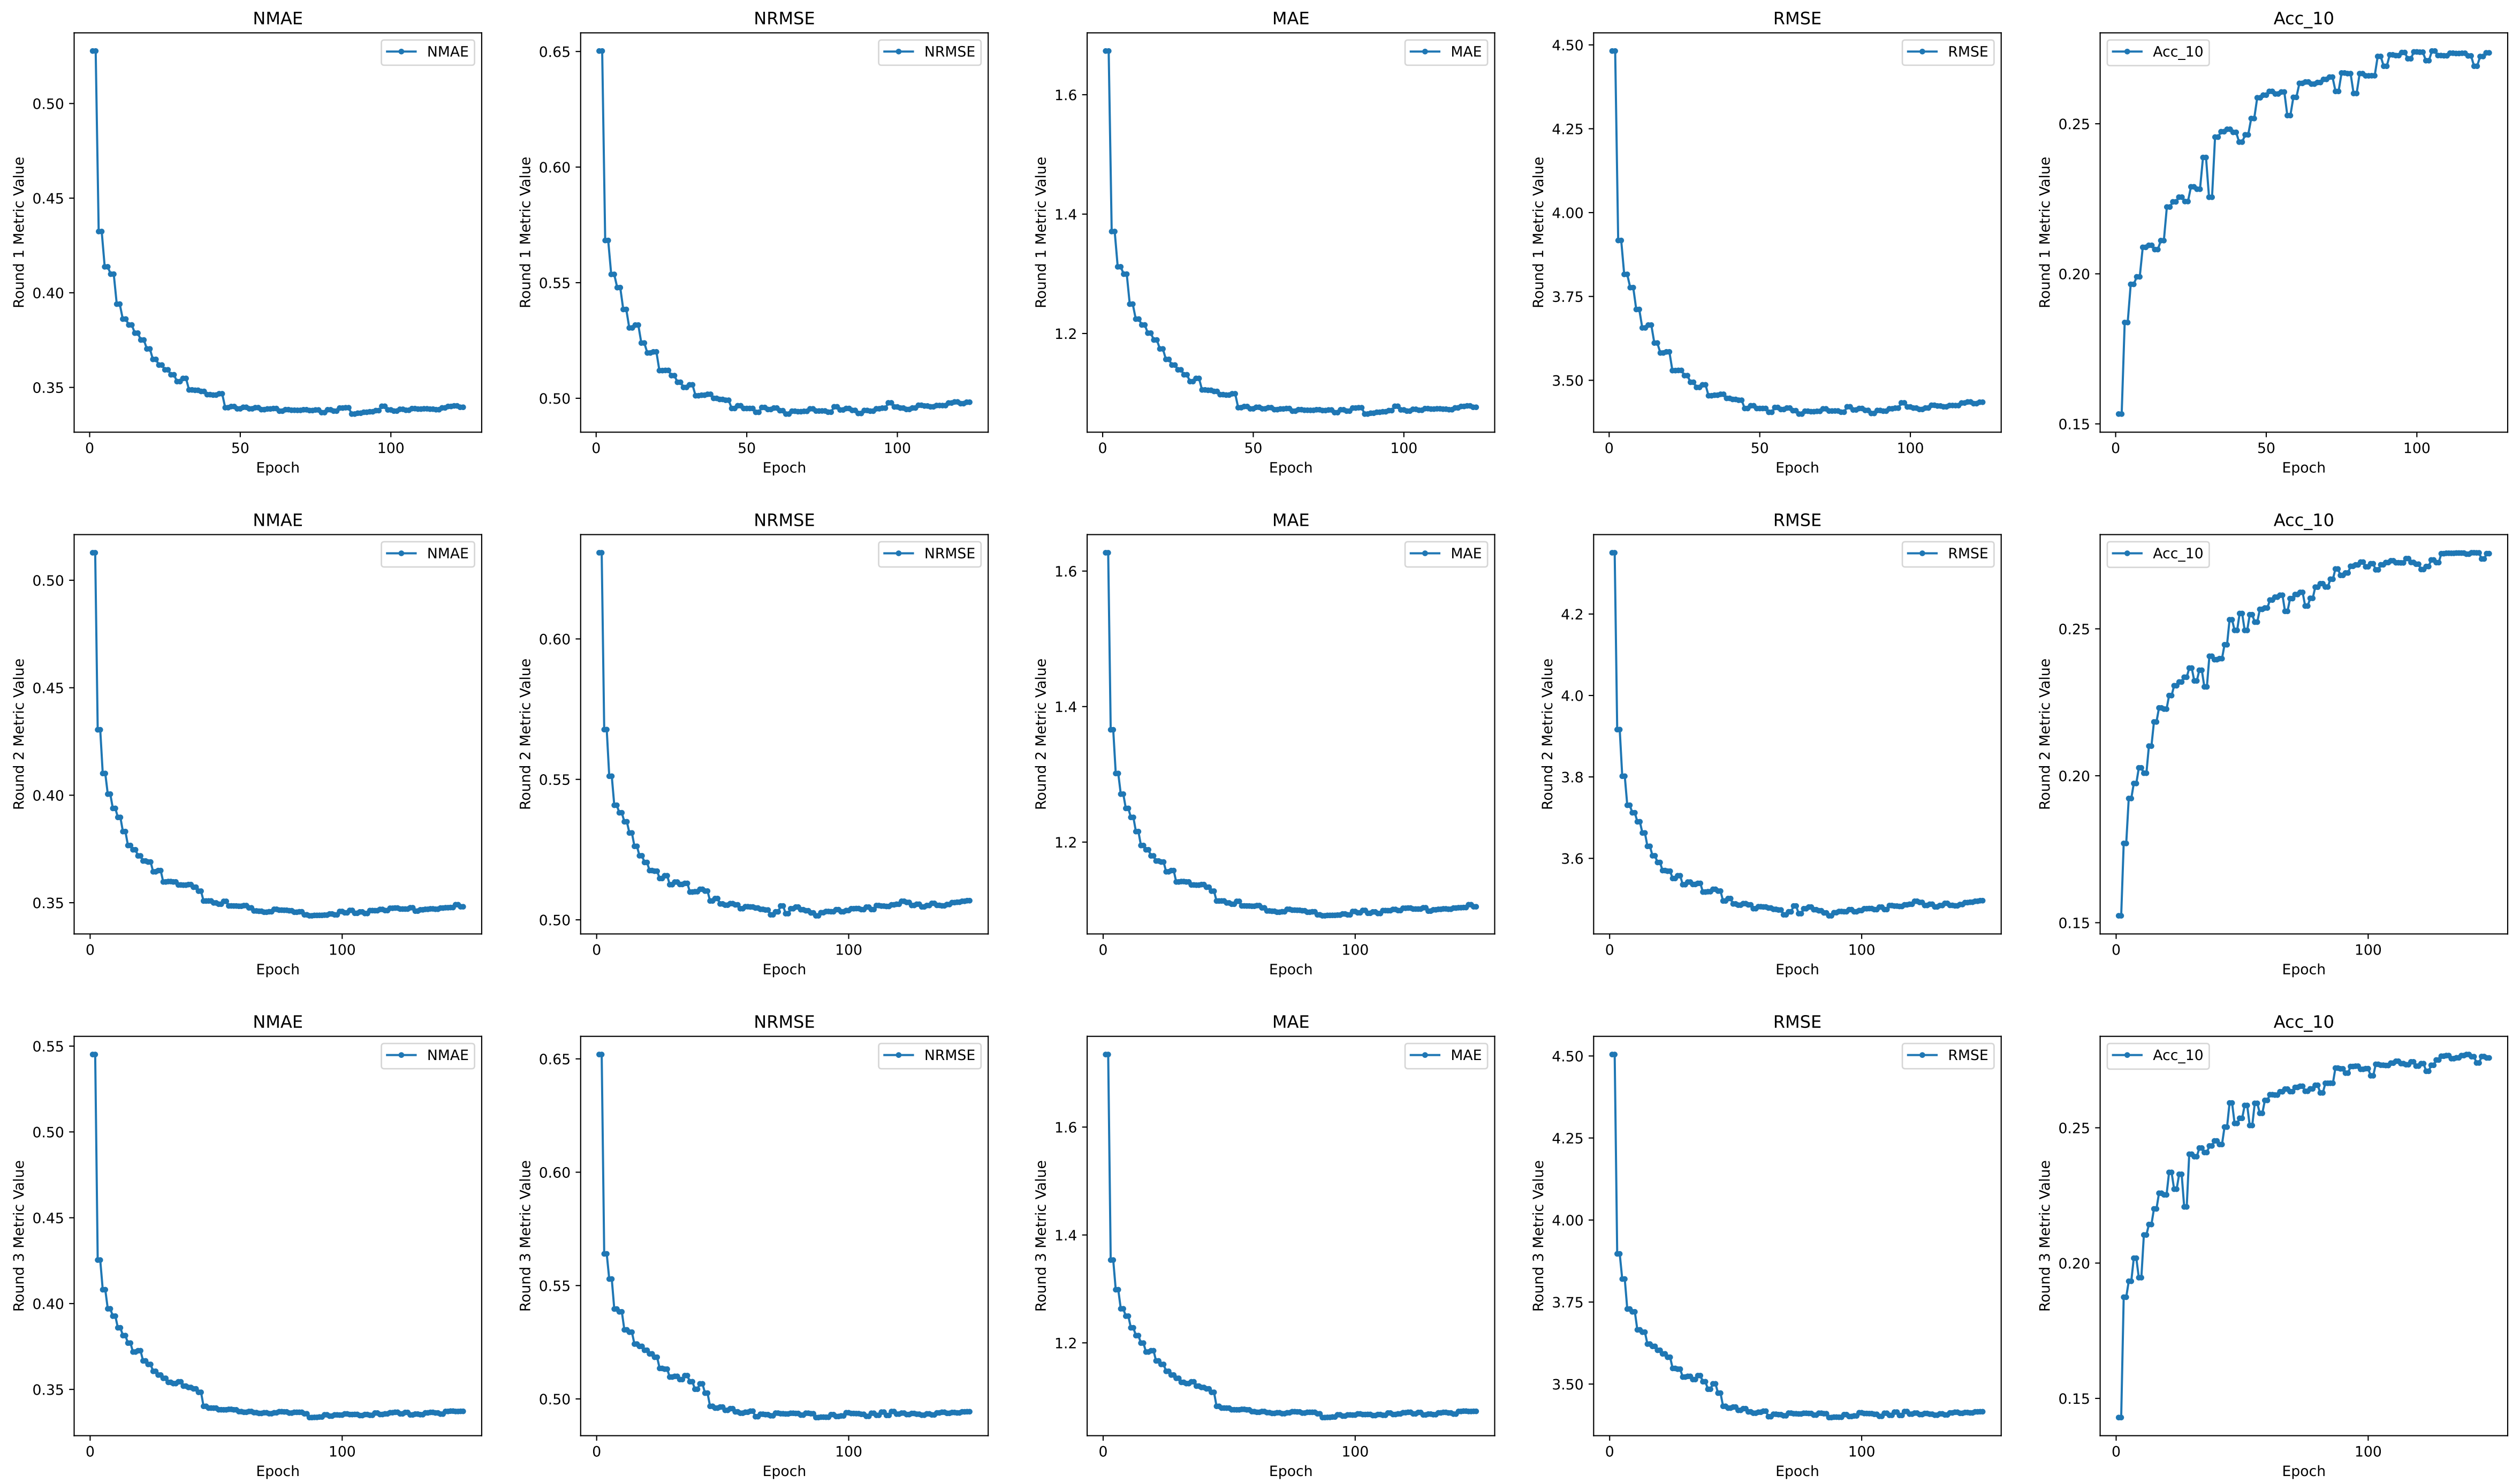 NMAE NRMSE MAE RMSE Acc_10
NMAE
0.50
0.45
0.40
0.35
0 50 100
Epoch
Round 1 Metric Value
NRMSE
0.65
0.60
0.55
0.50
0 50 100
Epoch
Round 1 Metric Value
MAE
1.6
1.4
1.2
0 50 100
Epoch
Round 1 Metric Value
RMSE
4.50
4.25
4.00
3.75
3.50
0 50 100
Epoch
Round 1 Metric Value
Acc_10
0.25
0.20
0.15
0 50 100
Epoch
Round 1 Metric Value
NMAE NRMSE MAE RMSE Acc_10
NMAE
0.50
0.45
0.40
0.35
0 100
Epoch
Round 2 Metric Value
NRMSE
0.60
0.55
0.50
0 100
Epoch
Round 2 Metric Value
MAE
1.6
1.4
1.2
0 100
Epoch
Round 2 Metric Value
RMSE
4.2
4.0
3.8
3.6
0 100
Epoch
Round 2 Metric Value
Acc_10
0.25
0.20
0.15
0 100
Epoch
Round 2 Metric Value
NMAE NRMSE MAE RMSE Acc_10
NMAE
0.55
0.50
0.45
0.40
0.35
0 100
Epoch
Round 3 Metric Value
NRMSE
0.65
0.60
0.55
0.50
0 100
Epoch
Round 3 Metric Value
MAE
1.6
1.4
1.2
0 100
Epoch
Round 3 Metric Value
RMSE
4.50
4.25
4.00
3.75
3.50
0 100
Epoch
Round 3 Metric Value
Acc_10
0.25
0.20
0.15
0 100
Epoch
Round 3 Metric Value